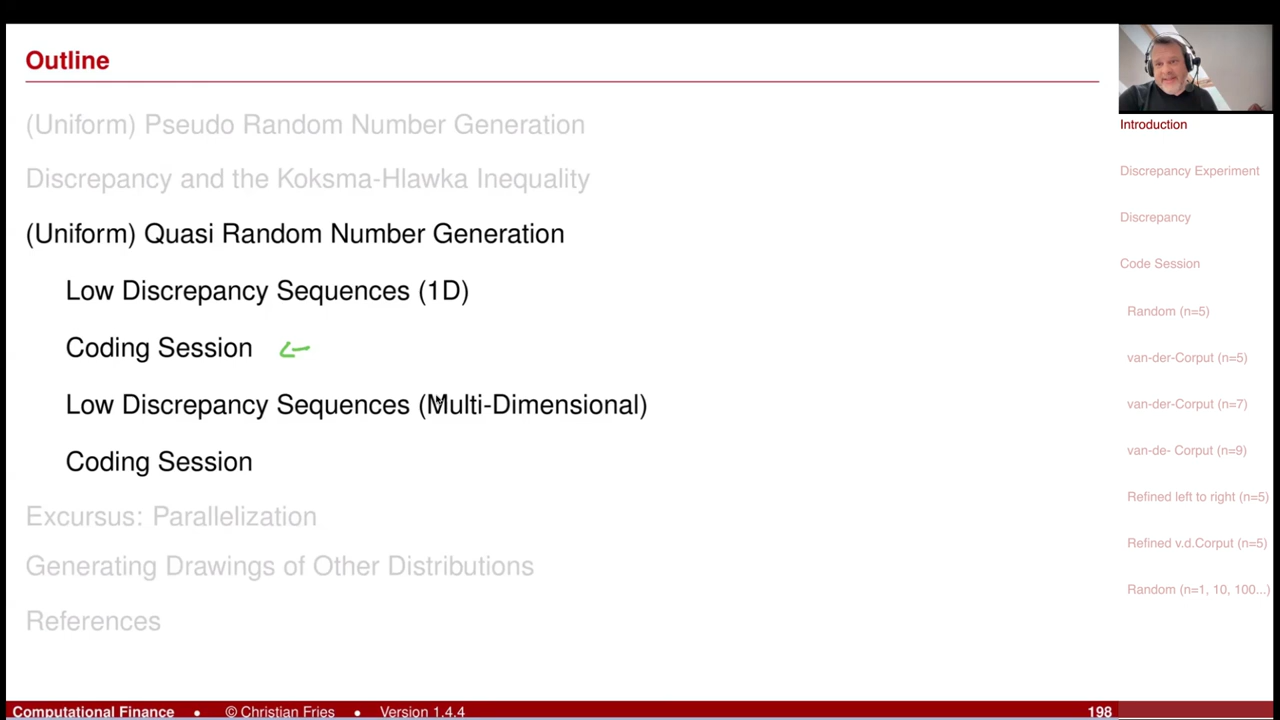 Outline
(Uniform) Pseudo Random Number Generation
Discrepancy and the Koksma-Hlawka Inequality
(Uniform) Quasi Random Number Generation
Low Discrepancy Sequences (1D)
Coding Session
Low Discrepancy Sequences (Multi-Dimensional)
Coding Session
Excursus: Parallelization
Generating Drawings of Other Distributions
References
Introduction
Discrepancy Experiment
Discrepancy
Code Session
Random (n=5)
van-der-Corput (n=5)
van-der-Corput (n=7)
van-de- Corput (n=9)
Refined left to right (n=5)
Refined v.d.Corput (n=5)
Random (n=1, 10, 100...)
Computational Finance • © Christian Fries • Version 1.4.4 198